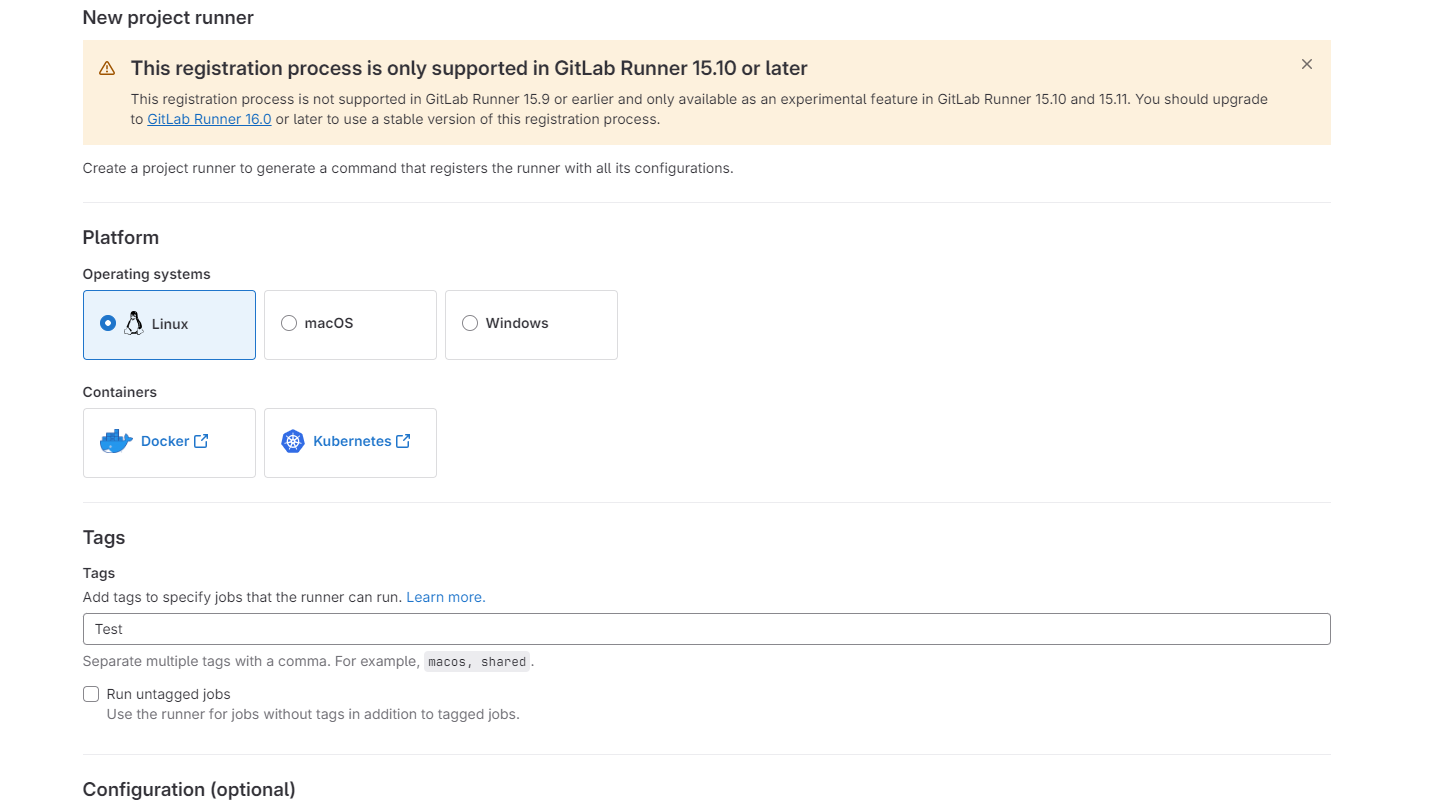 New project runner
This registration process is only supported in GitLab Runner 15.10 or later
This registration process is not supported in GitLab Runner 15.9 or earlier and only available as an experimental feature in GitLab Runner 15.10 and 15.11. You should upgrade
to GitLab Runner 16.0 or later to use a stable version of this registration process.
Create a project runner to generate a command that registers the runner with all its configurations.
Platform
Operating systems
Linux
macOS
Windows
Containers
Docker
Kubernetes
Tags
Tags
Add tags to specify jobs that the runner can run. Learn more.
Test
Separate multiple tags with a comma. For example, macos, shared.
Run untagged jobs
Use the runner for jobs without tags in addition to tagged jobs.
Configuration (optional)